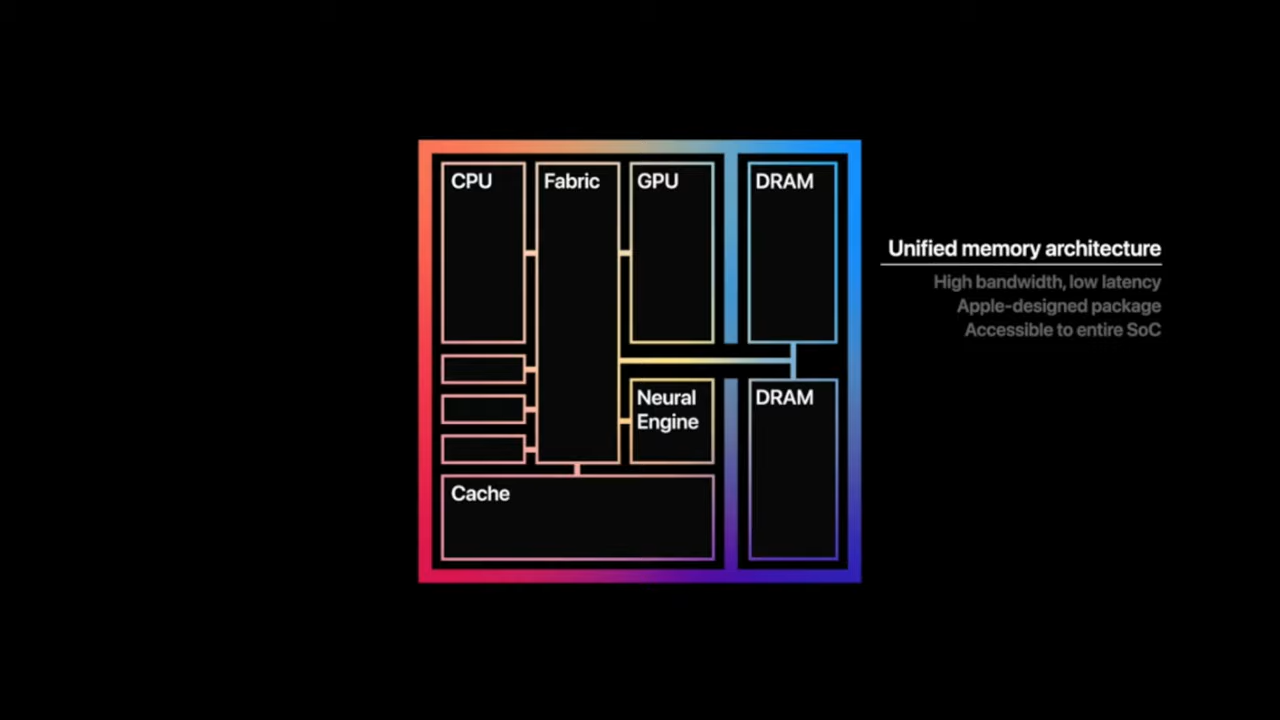 CPU
Fabric
GPU
DRAM
Unified memory architecture
High bandwidth, low latency
Apple-designed package
Accessible to entire SoC
Neural
Engine
DRAM
Cache